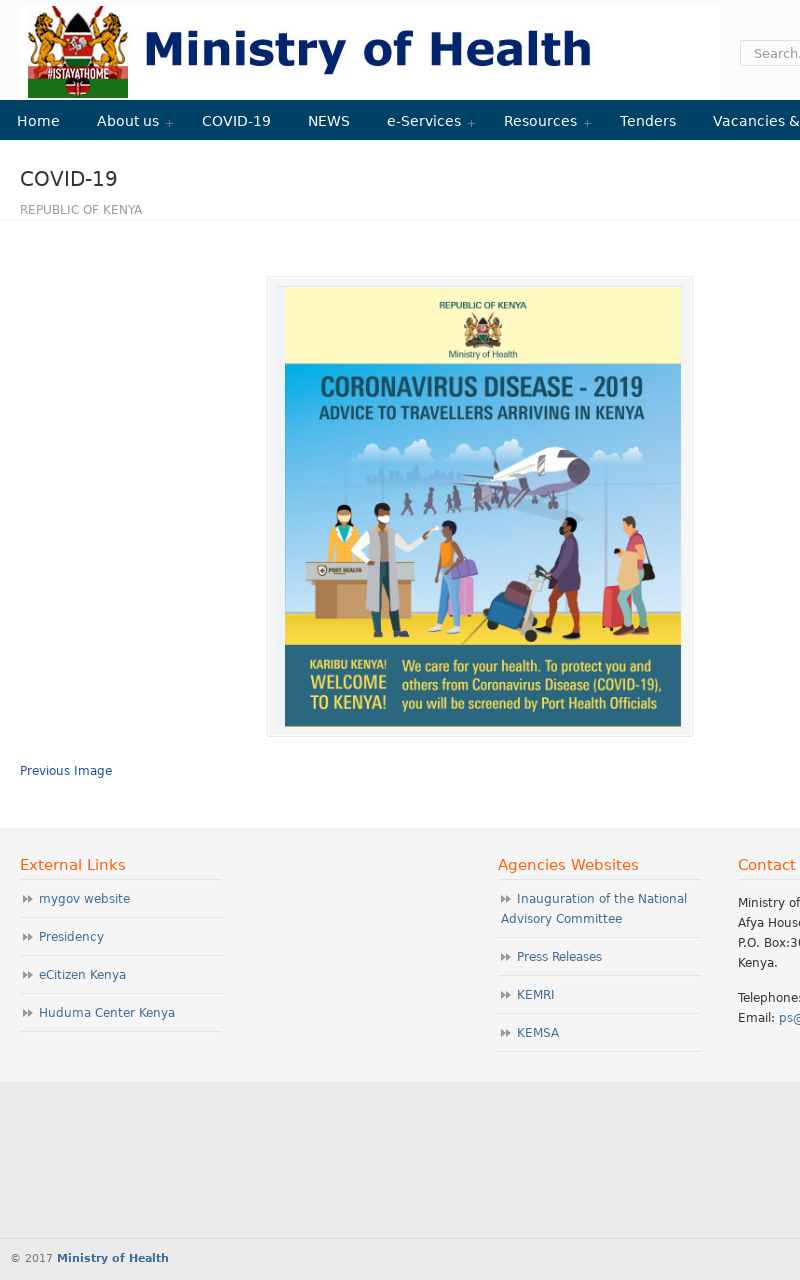 #ISTAYATHOME
Ministry of Health
Search.
Home
About us +
COVID-19
NEWS
e-Services +
Resources +
Tenders
Vacancies &
COVID-19
REPUBLIC OF KENYA
REPUBLIC OF KENYA
Ministry of Health
CORONAVIRUS DISEASE - 2019
ADVICE TO TRAVELLERS ARRIVING IN KENYA
PORT HEALTH
KARIBU KENYA!
WELCOME
TO KENYA!
We care for your health. To protect you and
others from Coronavirus Disease (COVID-19),
you will be screened by Port Health Officials
Previous Image
External Links
mygov website
Presidency
eCitizen Kenya
Huduma Center Kenya
Agencies Websites
Inauguration of the National
Advisory Committee
Press Releases
KEMRI
KEMSA
Contact
Ministry of
Afya House
P.O. Box:30
Kenya.
Telephone:
Email: ps@
© 2017 Ministry of Health